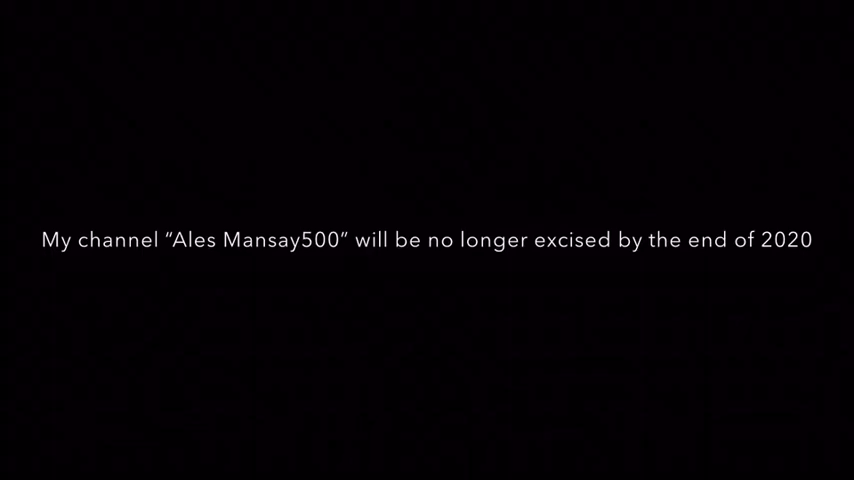 My channel “Ales Mansay500” will be no longer excised by the end of 2020